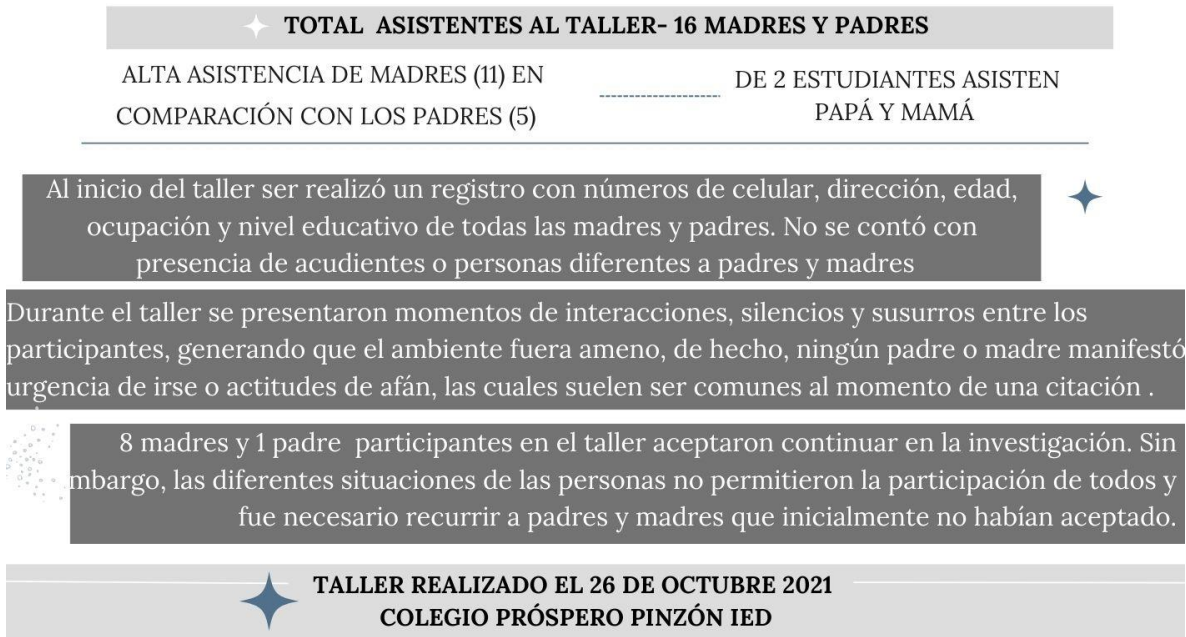 TOTAL ASISTENTES AL TALLER- 16 MADRES Y PADRES
ALTA ASISTENCIA DE MADRES (11) EN
COMPARACIÓN CON LOS PADRES (5)
DE 2 ESTUDIANTES ASISTEN
PAPÁ Y MAMÁ
Al inicio del taller ser realizó un registro con números de celular, dirección, edad,
ocupación y nivel educativo de todas las madres y padres. No se contó con
presencia de acudientes o personas diferentes a padres y madres
Durante el taller se presentaron momentos de interacciones, silencios y susurros entre los
participantes, generando que el ambiente fuera ameno, de hecho, ningún padre o madre manifestó
urgencia de irse o actitudes de afán, las cuales suelen ser comunes al momento de una citación .
8 madres y 1 padre participantes en el taller aceptaron continuar en la investigación. Sin
mbargo, las diferentes situaciones de las personas no permitieron la participación de todos y
fue necesario recurrir a padres y madres que inicialmente no habían aceptado.
TALLER REALIZADO EL 26 DE OCTUBRE 2021
COLEGIO PRÓSPERO PINZÓN IED